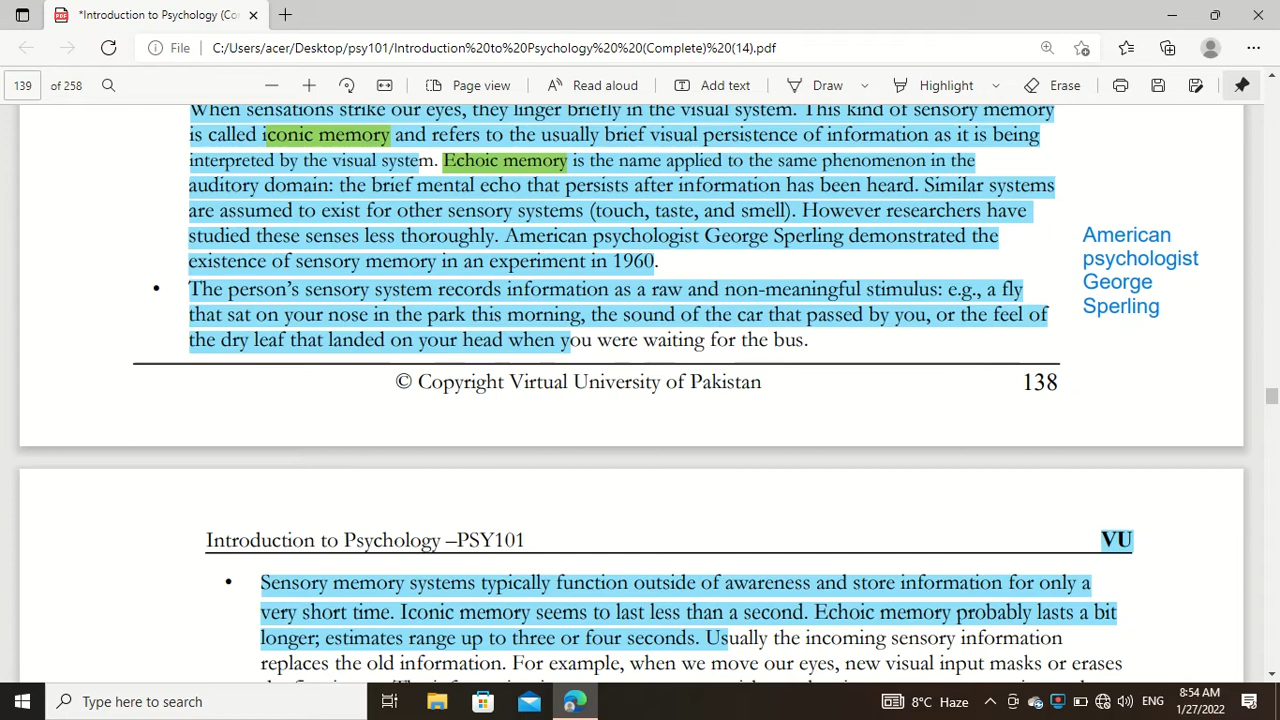 *Introduction to Psychology (Co
File C:/Users/acer/Desktop/psy101/Introduction%20to%20Psychology%20%20(Complete)%20(14).pdf
139 of 258 Page view Read aloud Add text Draw Highlight Erase
When sensations strike our eyes, they linger briefly in the visual system. This kind of sensory memory
is called iconic memory and refers to the usually brief visual persistence of information as it is being
interpreted by the visual system. Echoic memory is the name applied to the same phenomenon in the
auditory domain: the brief mental echo that persists after information has been heard. Similar systems
are assumed to exist for other sensory systems (touch, taste, and smell). However researchers have
studied these senses less thoroughly. American psychologist George Sperling demonstrated the
existence of sensory memory in an experiment in 1960.
American
psychologist
George
Sperling
• The person’s sensory system records information as a raw and non-meaningful stimulus: e.g., a fly
that sat on your nose in the park this morning, the sound of the car that passed by you, or the feel of
the dry leaf that landed on your head when you were waiting for the bus.
© Copyright Virtual University of Pakistan 138
Introduction to Psychology –PSY101 VU
• Sensory memory systems typically function outside of awareness and store information for only a
very short time. Iconic memory seems to last less than a second. Echoic memory probably lasts a bit
longer; estimates range up to three or four seconds. Usually the incoming sensory information
replaces the old information. For example, when we move our eyes, new visual input masks or erases
Type here to search 8°C Haze ENG 8:54 AM
1/27/2022